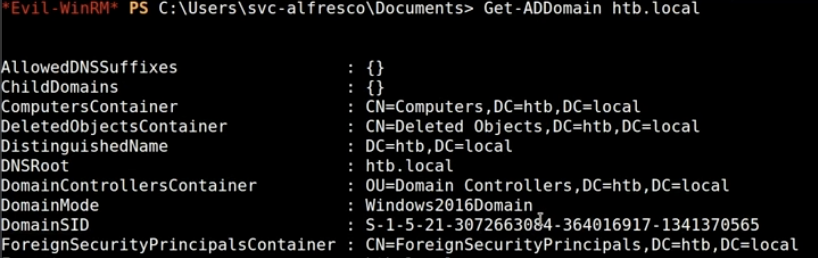 *Evil-WinRM* PS C:\Users\svc-alfresco\Documents> Get-ADDomain htb.local
AllowedDNSSuffixes : {}
ChildDomains : {}
ComputersContainer : CN=Computers,DC=htb,DC=local
DeletedObjectsContainer : CN=Deleted Objects,DC=htb,DC=local
DistinguishedName : DC=htb,DC=local
DNSRoot : htb.local
DomainControllersContainer : OU=Domain Controllers,DC=htb,DC=local
DomainMode : Windows2016Domain
DomainSID : S-1-5-21-3072663084-364016917-1341370565
ForeignSecurityPrincipalsContainer : CN=ForeignSecurityPrincipals,DC=htb,DC=local